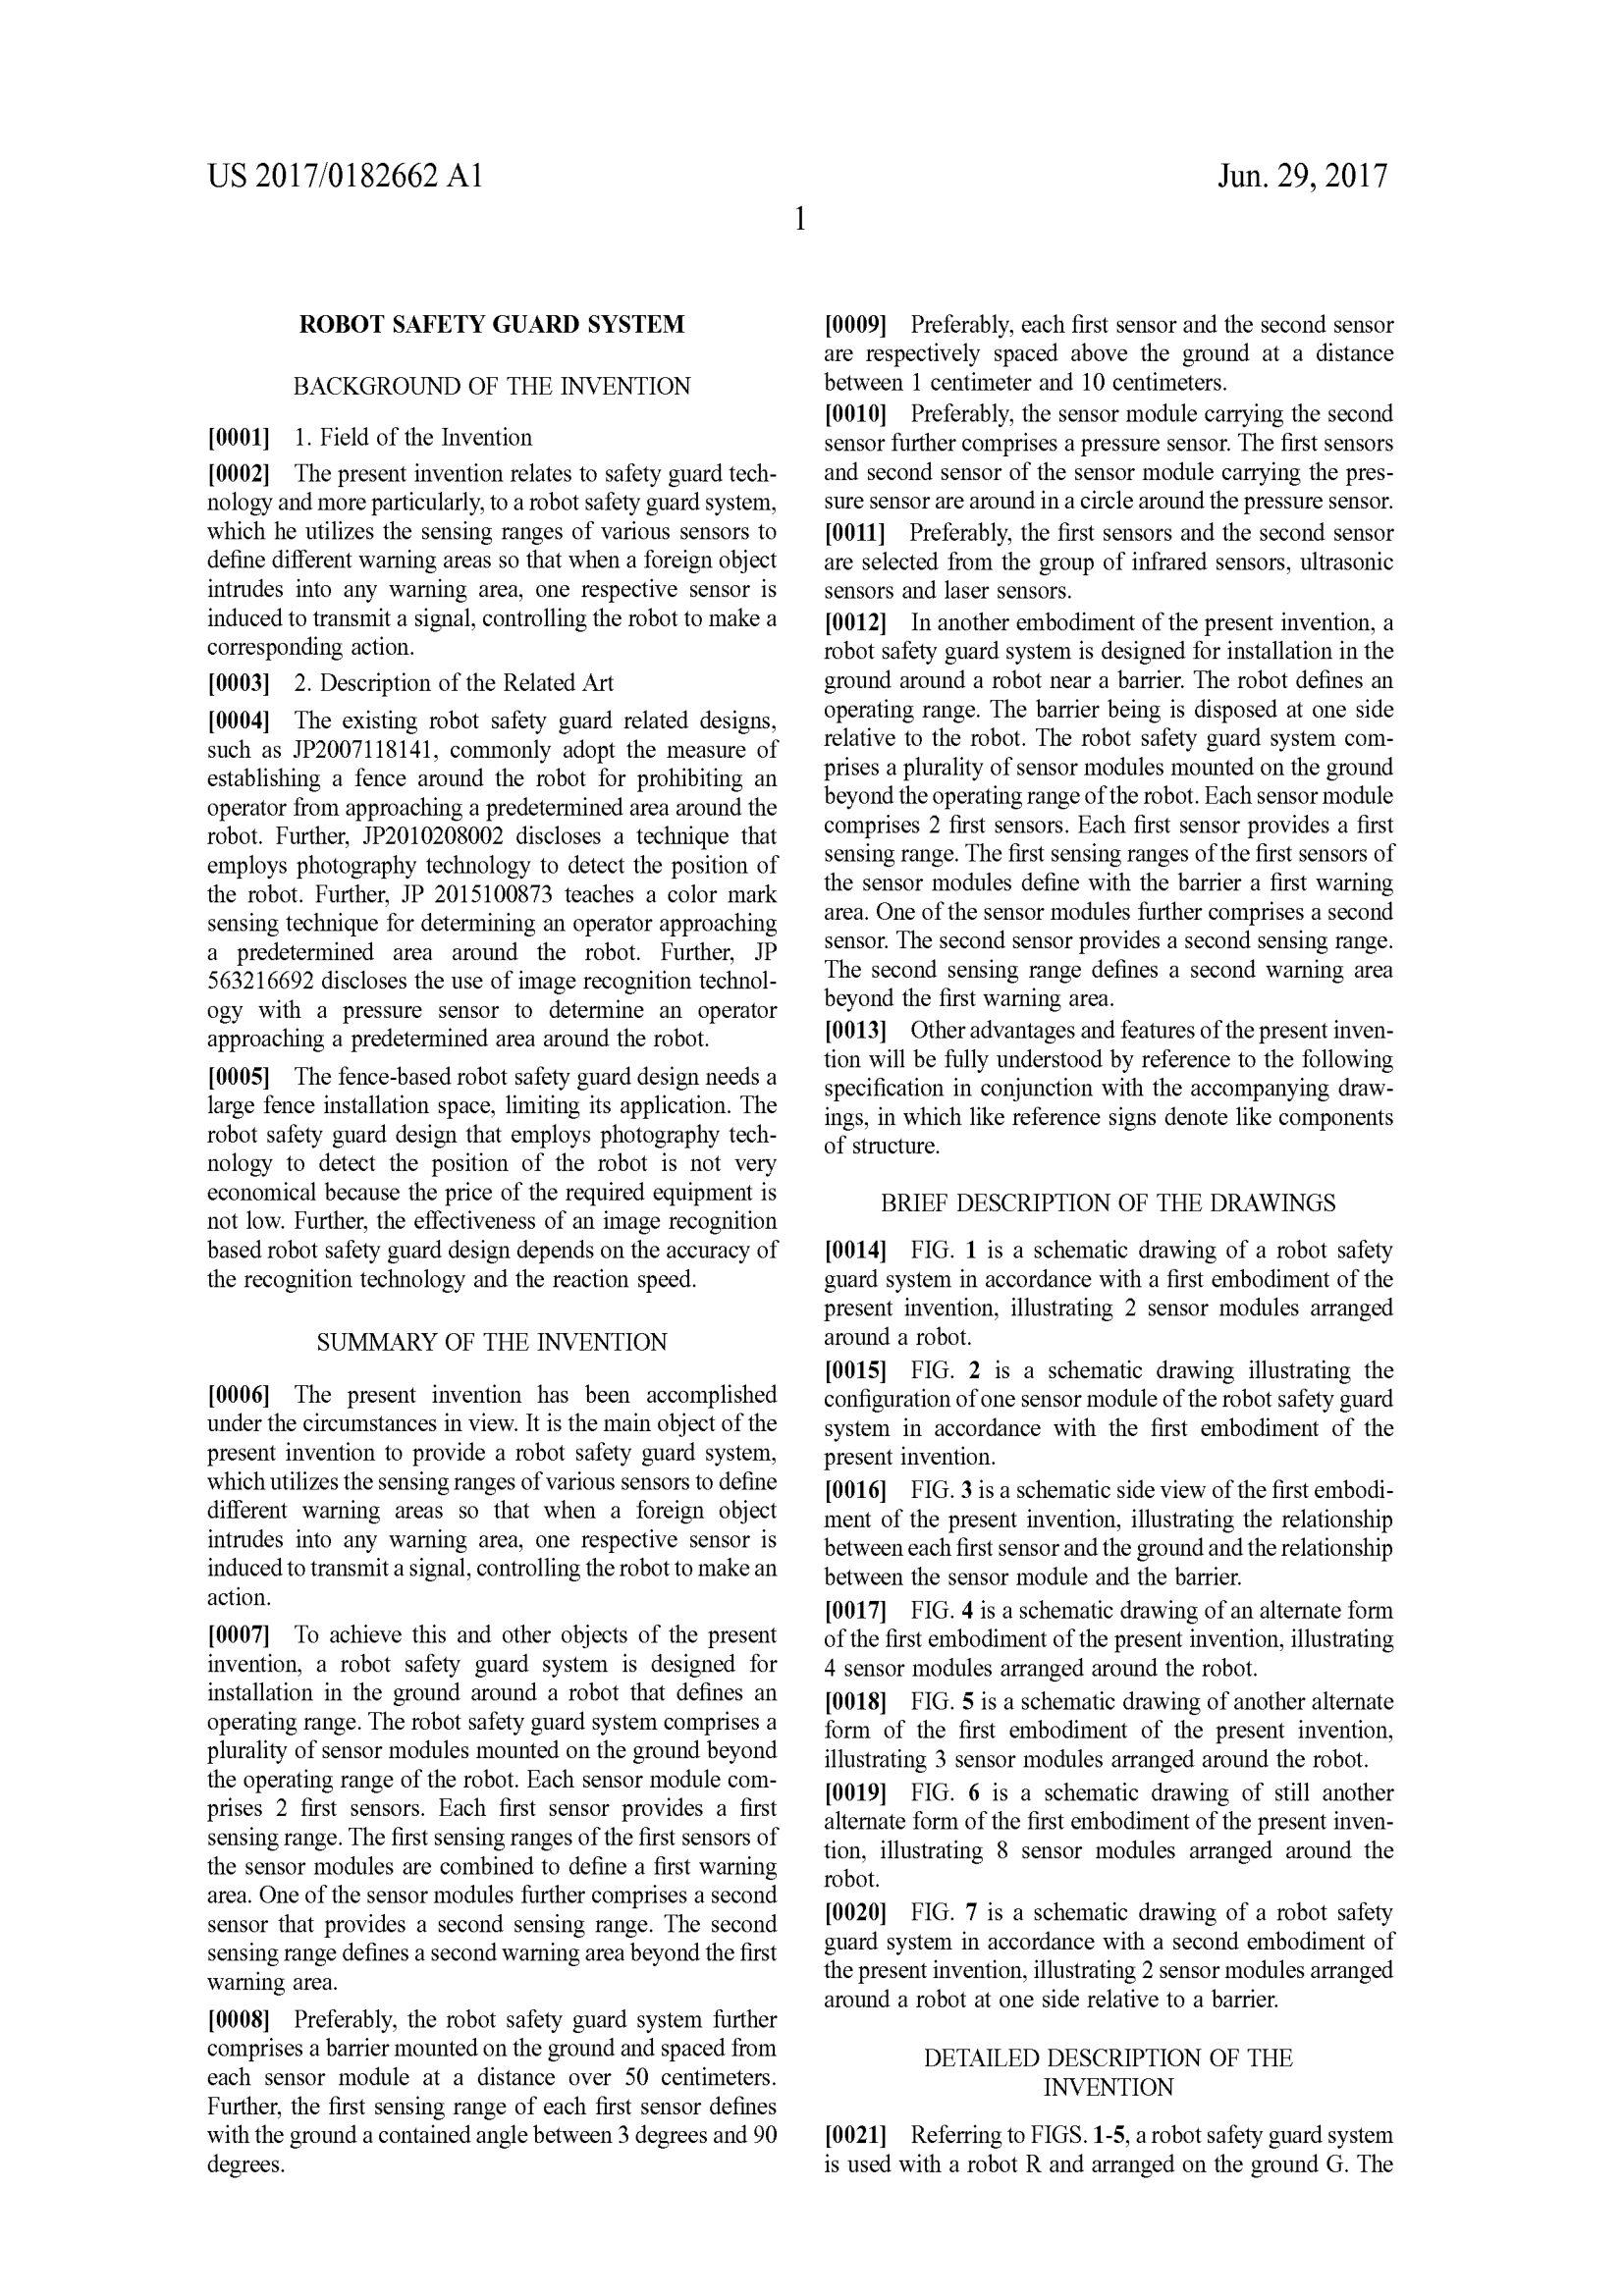 US 2017/0182662 A1
Jun. 29, 2017
1
ROBOT SAFETY GUARD SYSTEM
BACKGROUND OF THE INVENTION
[0001] 1. Field of the Invention
[0002] The present invention relates to safety guard tech-
nology and more particularly, to a robot safety guard system,
which he utilizes the sensing ranges of various sensors to
define different warning areas so that when a foreign object
intrudes into any warning area, one respective sensor is
induced to transmit a signal, controlling the robot to make a
corresponding action.
[0003] 2. Description of the Related Art
[0004] The existing robot safety guard related designs,
such as JP2007118141, commonly adopt the measure of
establishing a fence around the robot for prohibiting an
operator from approaching a predetermined area around the
robot. Further, JP2010208002 discloses a technique that
employs photography technology to detect the position of
the robot. Further, JP 2015100873 teaches a color mark
sensing technique for determining an operator approaching
a predetermined area around the robot. Further, JP
563216692 discloses the use of image recognition technol-
ogy with a pressure sensor to determine an operator
approaching a predetermined area around the robot.
[0005] The fence-based robot safety guard design needs a
large fence installation space, limiting its application. The
robot safety guard design that employs photography tech-
nology to detect the position of the robot is not very
economical because the price of the required equipment is
not low. Further, the effectiveness of an image recognition
based robot safety guard design depends on the accuracy of
the recognition technology and the reaction speed.
SUMMARY OF THE INVENTION
[0006] The present invention has been accomplished
under the circumstances in view. It is the main object of the
present invention to provide a robot safety guard system,
which utilizes the sensing ranges of various sensors to define
different warning areas so that when a foreign object
intrudes into any warning area, one respective sensor is
induced to transmit a signal, controlling the robot to make an
action.
[0007] To achieve this and other objects of the present
invention, a robot safety guard system is designed for
installation in the ground around a robot that defines an
operating range. The robot safety guard system comprises a
plurality of sensor modules mounted on the ground beyond
the operating range of the robot. Each sensor module com-
prises 2 first sensors. Each first sensor provides a first
sensing range. The first sensing ranges of the first sensors of
the sensor modules are combined to define a first warning
area. One of the sensor modules further comprises a second
sensor that provides a second sensing range. The second
sensing range defines a second warning area beyond the first
warning area.
[0008] Preferably, the robot safety guard system further
comprises a barrier mounted on the ground and spaced from
each sensor module at a distance over 50 centimeters.
Further, the first sensing range of each first sensor defines
with the ground a contained angle between 3 degrees and 90
degrees.
[0009] Preferably, each first sensor and the second sensor
are respectively spaced above the ground at a distance
between 1 centimeter and 10 centimeters.
[0010] Preferably, the sensor module carrying the second
sensor further comprises a pressure sensor. The first sensors
and second sensor of the sensor module carrying the pres-
sure sensor are around in a circle around the pressure sensor.
[0011] Preferably, the first sensors and the second sensor
are selected from the group of infrared sensors, ultrasonic
sensors and laser sensors.
[0012] In another embodiment of the present invention, a
robot safety guard system is designed for installation in the
ground around a robot near a barrier. The robot defines an
operating range. The barrier being is disposed at one side
relative to the robot. The robot safety guard system com-
prises a plurality of sensor modules mounted on the ground
beyond the operating range of the robot. Each sensor module
comprises 2 first sensors. Each first sensor provides a first
sensing range. The first sensing ranges of the first sensors of
the sensor modules define with the barrier a first warning
area. One of the sensor modules further comprises a second
sensor. The second sensor provides a second sensing range.
The second sensing range defines a second warning area
beyond the first warning area.
[0013] Other advantages and features of the present inven-
tion will be fully understood by reference to the following
specification in conjunction with the accompanying draw-
ings, in which like reference signs denote like components
of structure.
BRIEF DESCRIPTION OF THE DRAWINGS
[0014] FIG. 1 is a schematic drawing of a robot safety
guard system in accordance with a first embodiment of the
present invention, illustrating 2 sensor modules arranged
around a robot.
[0015] FIG. 2 is a schematic drawing illustrating the
configuration of one sensor module of the robot safety guard
system in accordance with the first embodiment of the
present invention.
[0016] FIG. 3 is a schematic side view of the first embodi-
ment of the present invention, illustrating the relationship
between each first sensor and the ground and the relationship
between the sensor module and the barrier.
[0017] FIG. 4 is a schematic drawing of an alternate form
of the first embodiment of the present invention, illustrating
4 sensor modules arranged around the robot.
[0018] FIG. 5 is a schematic drawing of another alternate
form of the first embodiment of the present invention,
illustrating 3 sensor modules arranged around the robot.
[0019] FIG. 6 is a schematic drawing of still another
alternate form of the first embodiment of the present inven-
tion, illustrating 8 sensor modules arranged around the
robot.
[0020] FIG. 7 is a schematic drawing of a robot safety
guard system in accordance with a second embodiment of
the present invention, illustrating 2 sensor modules arranged
around a robot at one side relative to a barrier.
DETAILED DESCRIPTION OF THE
INVENTION
[0021] Referring to FIGS. 1-5, a robot safety guard system
is used with a robot R and arranged on the ground G. The